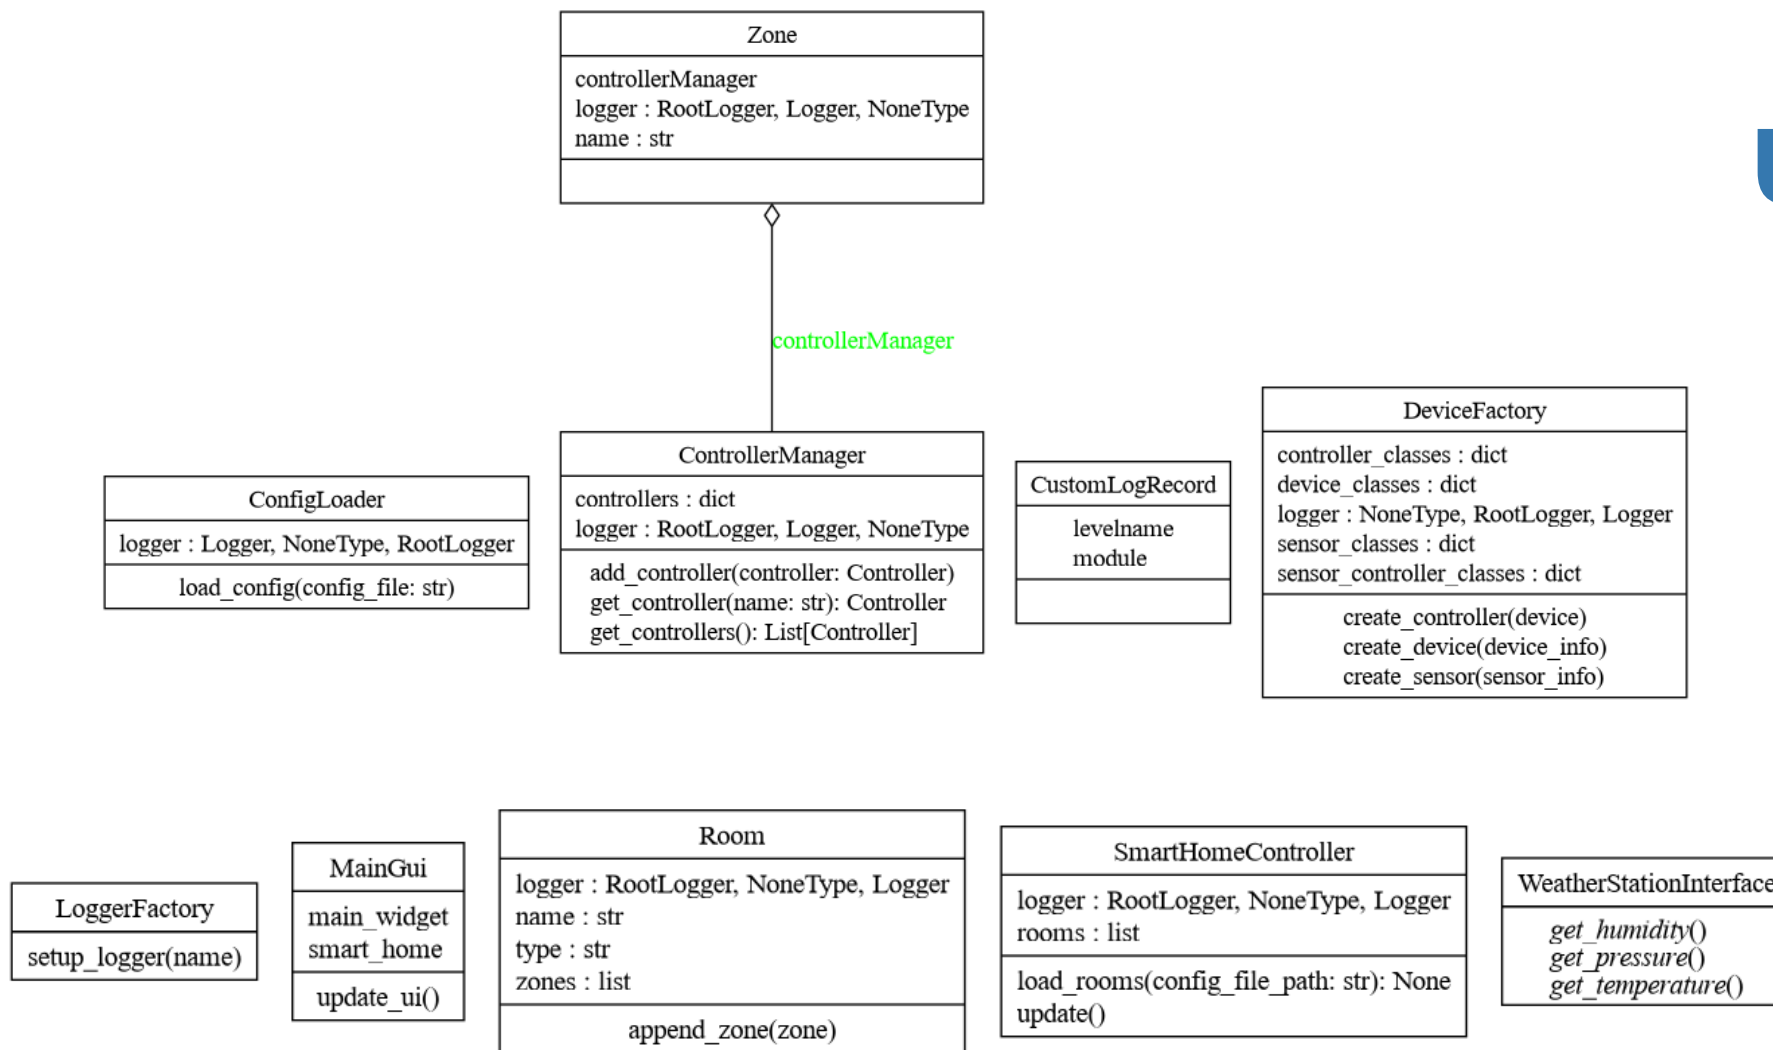 Zone
controllerManager
logger : RootLogger, Logger, NoneType
name : str
controllerManager
ConfigLoader
logger : Logger, NoneType, RootLogger
load_config(config_file: str)
ControllerManager
controllers : dict
logger : RootLogger, Logger, NoneType
add_controller(controller: Controller)
get_controller(name: str): Controller
get_controllers(): List[Controller]
CustomLogRecord
levelname
module
DeviceFactory
controller_classes : dict
device_classes : dict
logger : NoneType, RootLogger, Logger
sensor_classes : dict
sensor_controller_classes : dict
create_controller(device)
create_device(device_info)
create_sensor(sensor_info)
LoggerFactory
setup_logger(name)
MainGui
main_widget
smart_home
update_ui()
Room
logger : RootLogger, NoneType, Logger
name : str
type : str
zones : list
append_zone(zone)
SmartHomeController
logger : RootLogger, NoneType, Logger
rooms : list
load_rooms(config_file_path: str): None
update()
WeatherStationInterface
get_humidity()
get_pressure()
get_temperature()